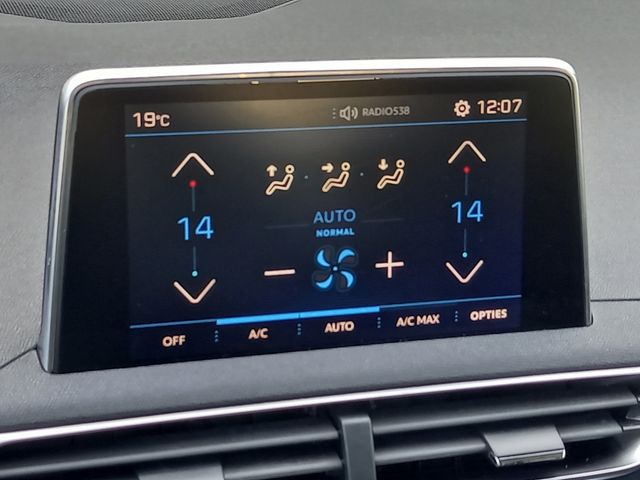 19°C RADIO538 12:07
14 14
AUTO
NORMAL
OFF A/C AUTO A/C MAX OPTIES